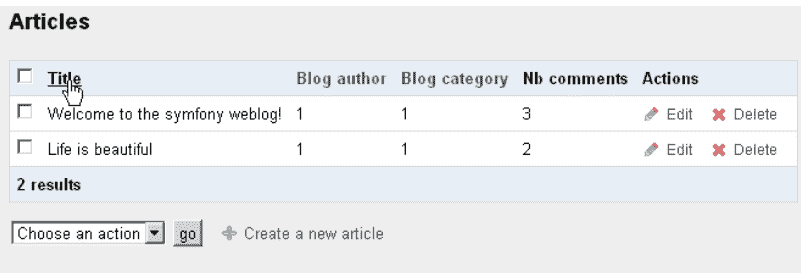 Articles
Title Blog author Blog category Nb comments Actions
Welcome to the symfony weblog! 1 1 3 Edit Delete
Life is beautiful 1 1 2 Edit Delete
2 results
Choose an action go Create a new article